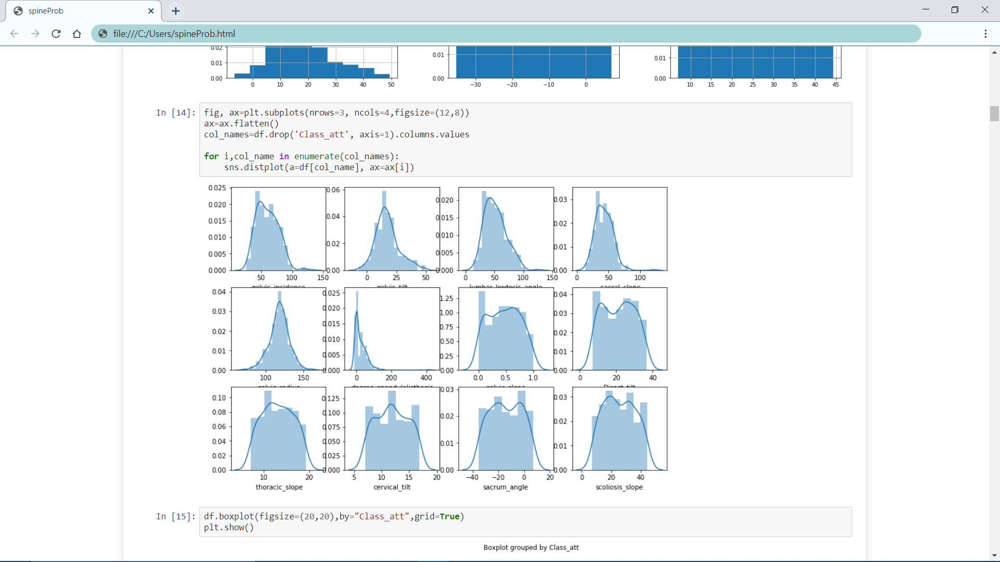 spineProb
file:///C:/Users/spineProb.html
0.02
0.01
0.00
0 10 20 30 40 50
0.01
0.00
−30 −20 −10 0
0.01
0.00
10 15 20 25 30 35 40 45
In [14]:
fig, ax=plt.subplots(nrows=3, ncols=4,figsize=(12,8))
ax=ax.flatten()
col_names=df.drop('Class_att', axis=1).columns.values
for i,col_name in enumerate(col_names):
    sns.distplot(a=df[col_name], ax=ax[i])
0.025
0.020
0.015
0.010
0.005
0.000
50 100 150
pelvic_incidence
0.06
0.04
0.02
0.00
0 25 50
pelvic_tilt
0.020
0.015
0.010
0.005
0.000
0 50 100 150
lumbar_lordosis_angle
0.03
0.02
0.01
0.00
0 50 100
sacral_slope
0.04
0.03
0.02
0.01
0.00
100 150
pelvic_radius
0.025
0.020
0.015
0.010
0.005
0.000
0 200 400
degree_spondylolisthesis
1.25
1.00
0.75
0.50
0.25
0.00
0.0 0.5 1.0
pelvic_slope
0.04
0.03
0.02
0.01
0.00
0 20 40
Direct_tilt
0.10
0.08
0.06
0.04
0.02
0.00
10 20
thoracic_slope
0.125
0.100
0.075
0.050
0.025
0.000
5 10 15 20
cervical_tilt
0.03
0.02
0.01
0.00
−40 −20 0 20
sacrum_angle
0.03
0.02
0.01
0.00
0 20 40
scoliosis_slope
In [15]:
df.boxplot(figsize=(20,20),by="Class_att",grid=True)
plt.show()
Boxplot grouped by Class_att